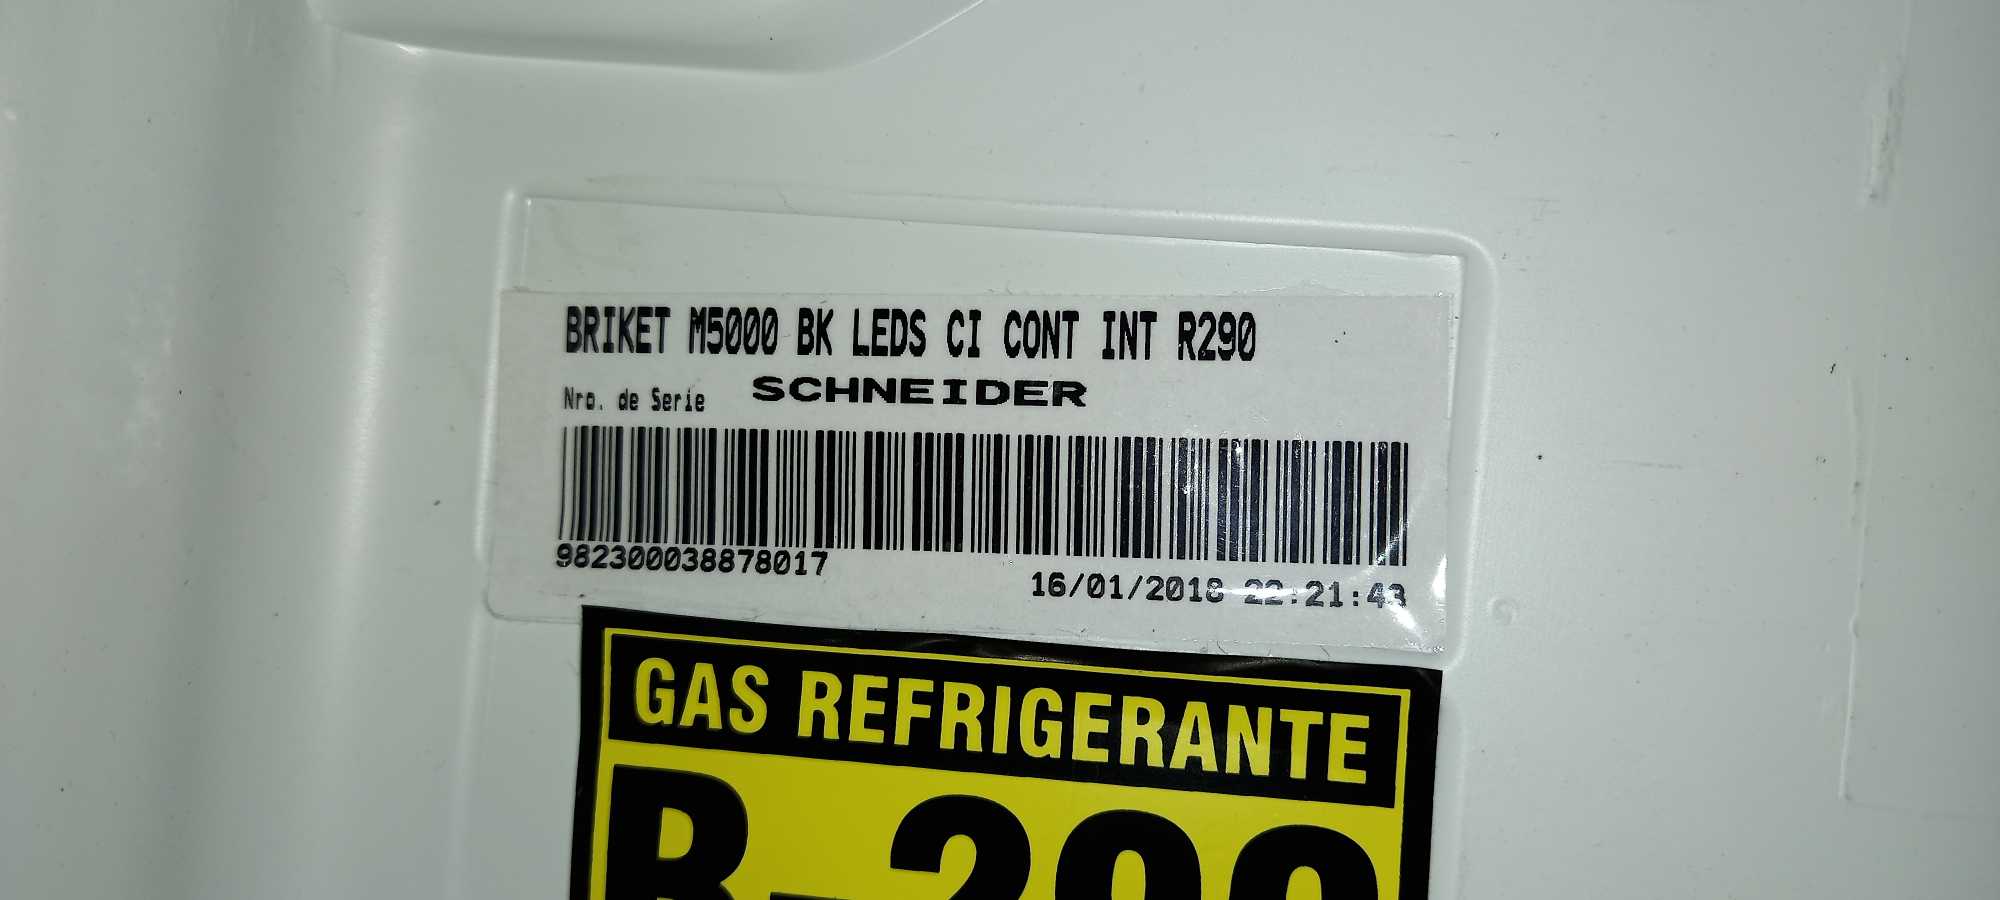 BRIKET M5000 BK LEDS CI CONT INT R290
Nro. de Serie SCHNEIDER
982300038878017
16/01/2018 22:21:43
GAS REFRIGERANTE
R-290